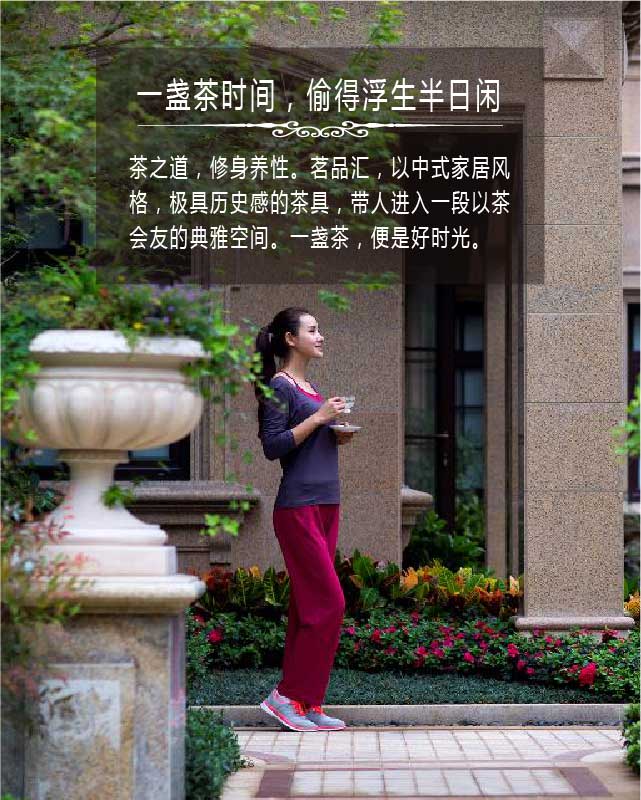 一盏茶时间，偷得浮生半日闲
茶之道，修身养性。茗品汇，以中式家居风
格，极具历史感的茶具，带人进入一段以茶
会友的典雅空间。一盏茶，便是好时光。